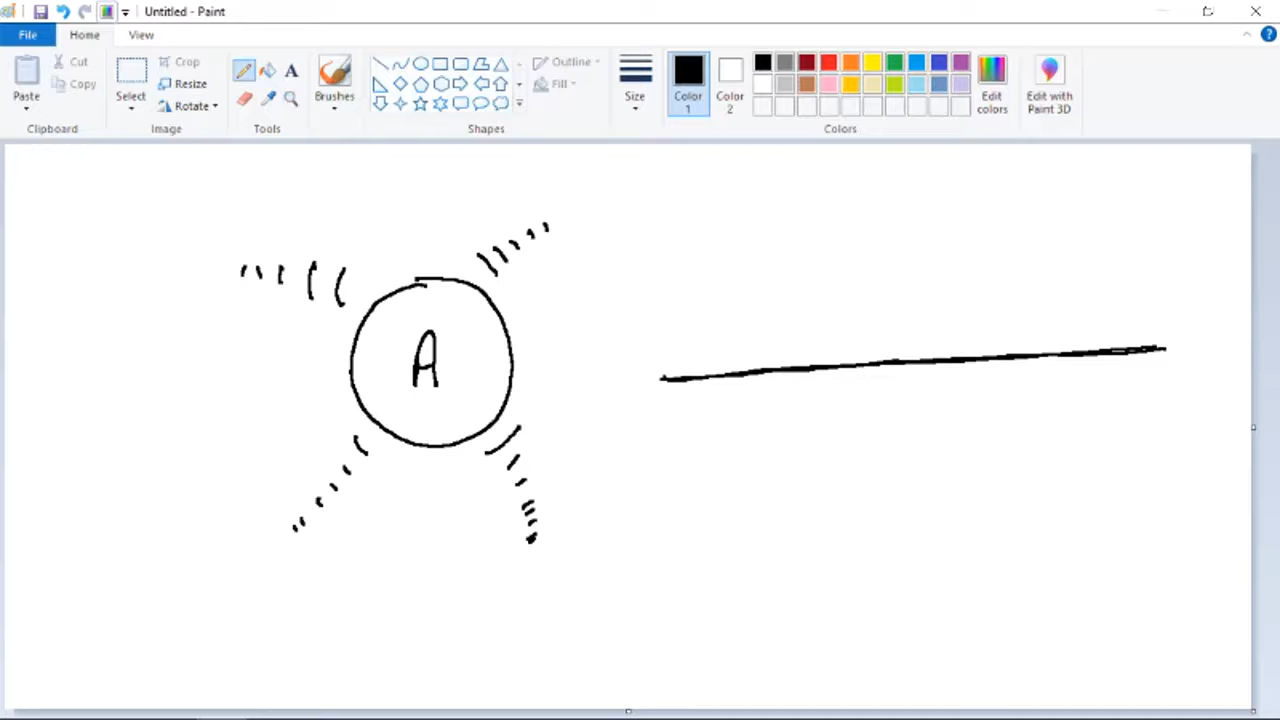 Untitled - Paint
File Home View
Paste Cut Copy Clipboard
Select Crop Resize Rotate Image
A Tools
Brushes
Outline Fill Shapes
Size
Color 1 Color 2 Edit colors Colors
Edit with Paint 3D
A